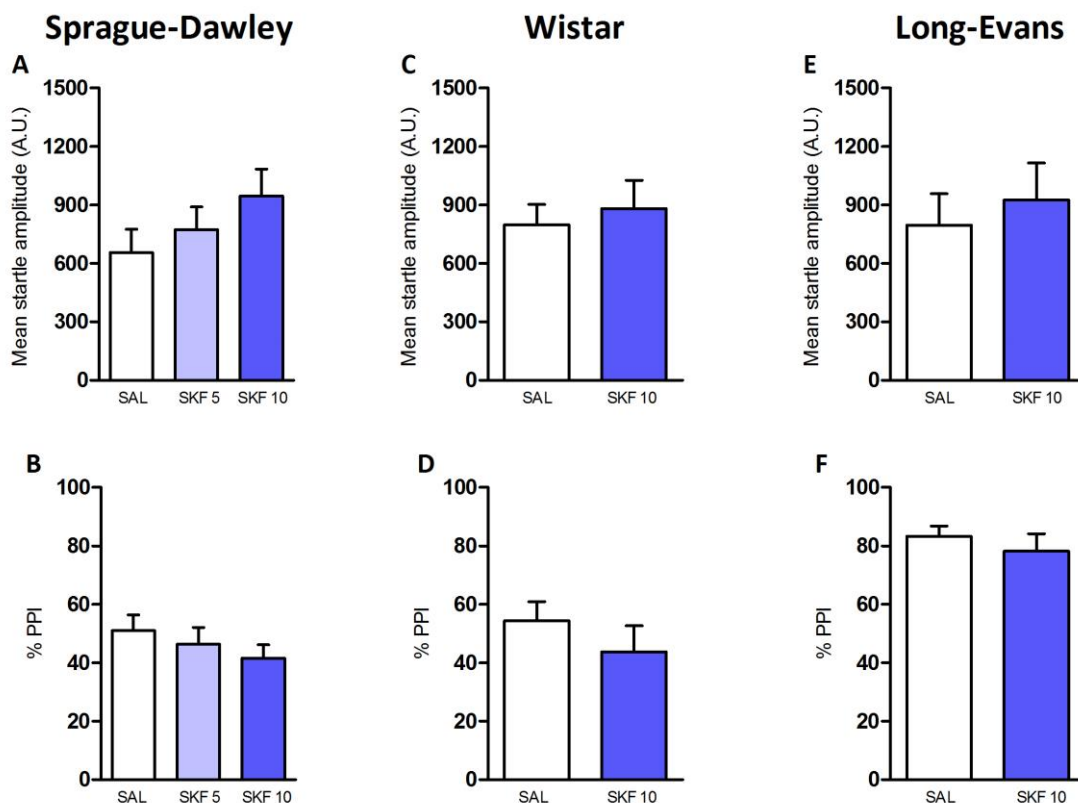 Sprague-Dawley
Wistar
Long-Evans
A
Mean startle amplitude (A.U.)
1500
1200
900
600
300
0
SAL SKF 5 SKF 10
C
Mean startle amplitude (A.U.)
1500
1200
900
600
300
0
SAL SKF 10
E
Mean startle amplitude (A.U.)
1500
1200
900
600
300
0
SAL SKF 10
B
% PPI
100
80
60
40
20
0
SAL SKF 5 SKF 10
D
% PPI
100
80
60
40
20
0
SAL SKF 10
F
% PPI
100
80
60
40
20
0
SAL SKF 10